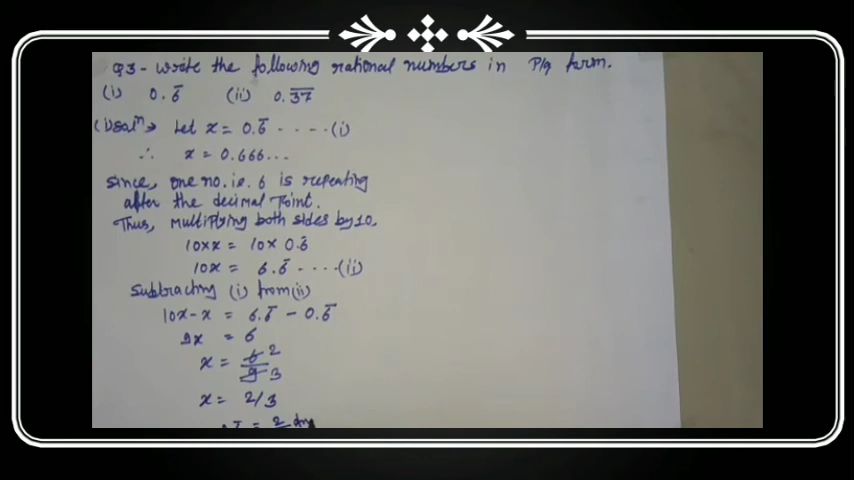 Q3- Write the following rational numbers in P/q form.
(i) 0.6̅ (ii) 0.3̅7̅
(i) Solⁿ→ Let x = 0.6̅ - - - - (i)
∴ x = 0.666...
Since, one no. i.e. 6 is repeating
after the decimal Point.
Thus, Multiplying both sides by 10,
10×x = 10× 0.6̅
10x = 6.6̅ - - - - (ii)
Subtracting (i) from (ii)
10x-x = 6.6̅ - 0.6̅
9x = 6
x = 6/9 2 3
x = 2/3